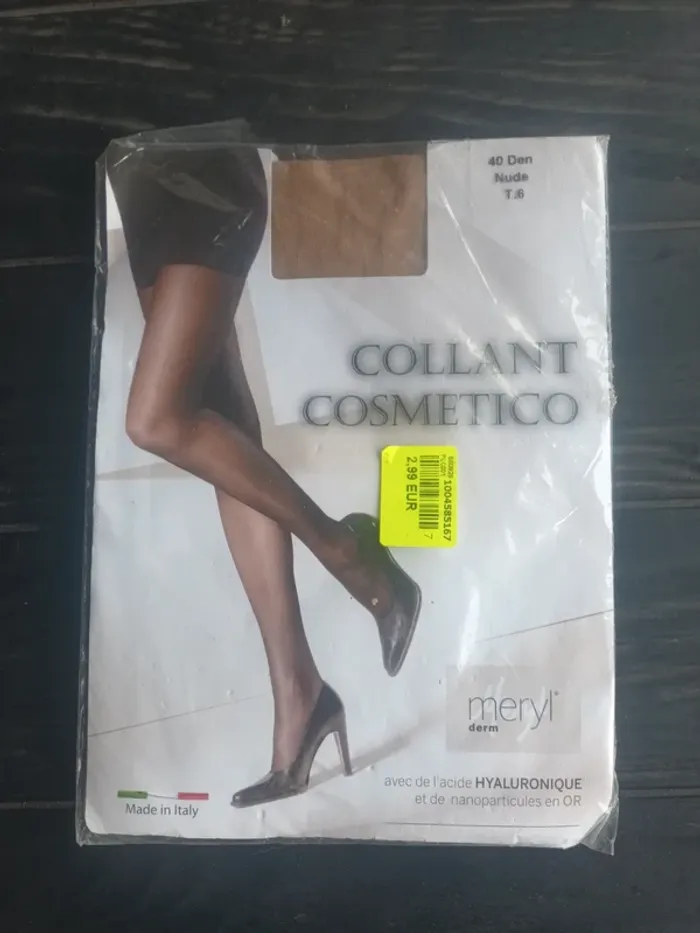 40 Den
Nude
T.6
COLLANT
COSMETICO
1004585167
7
2,99 EUR
meryl®
derm
avec de l'acide HYALURONIQUE
et de nanoparticules en OR
Made in Italy